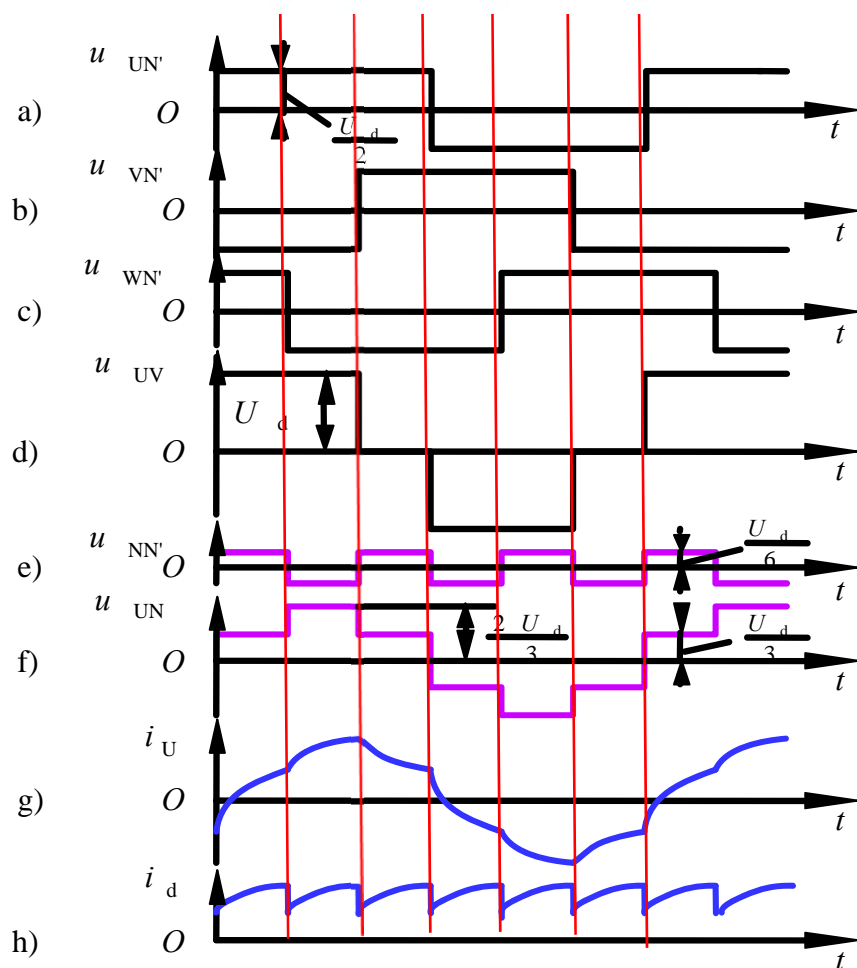 u UN'
a) O t
U d
2
u VN'
b) O t
u WN'
c) O t
u UV
U d
d) O t
u NN'
e) O U d
6 t
u UN
2 U d
3
U d
3
f) O t
i U
g) O t
i d
h) O t